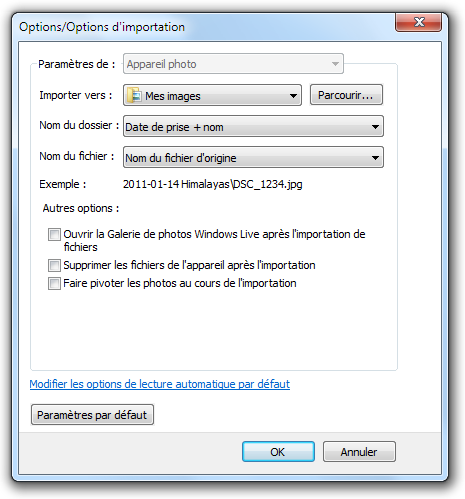 Options/Options d'importation
Paramètres de : Appareil photo
Importer vers : Mes images Parcourir...
Nom du dossier : Date de prise + nom
Nom du fichier : Nom du fichier d'origine
Exemple : 2011-01-14 Himalayas\DSC_1234.jpg
Autres options :
Ouvrir la Galerie de photos Windows Live après l'importation de
fichiers
Supprimer les fichiers de l'appareil après l'importation
Faire pivoter les photos au cours de l'importation
Modifier les options de lecture automatique par défaut
Paramètres par défaut
OK Annuler